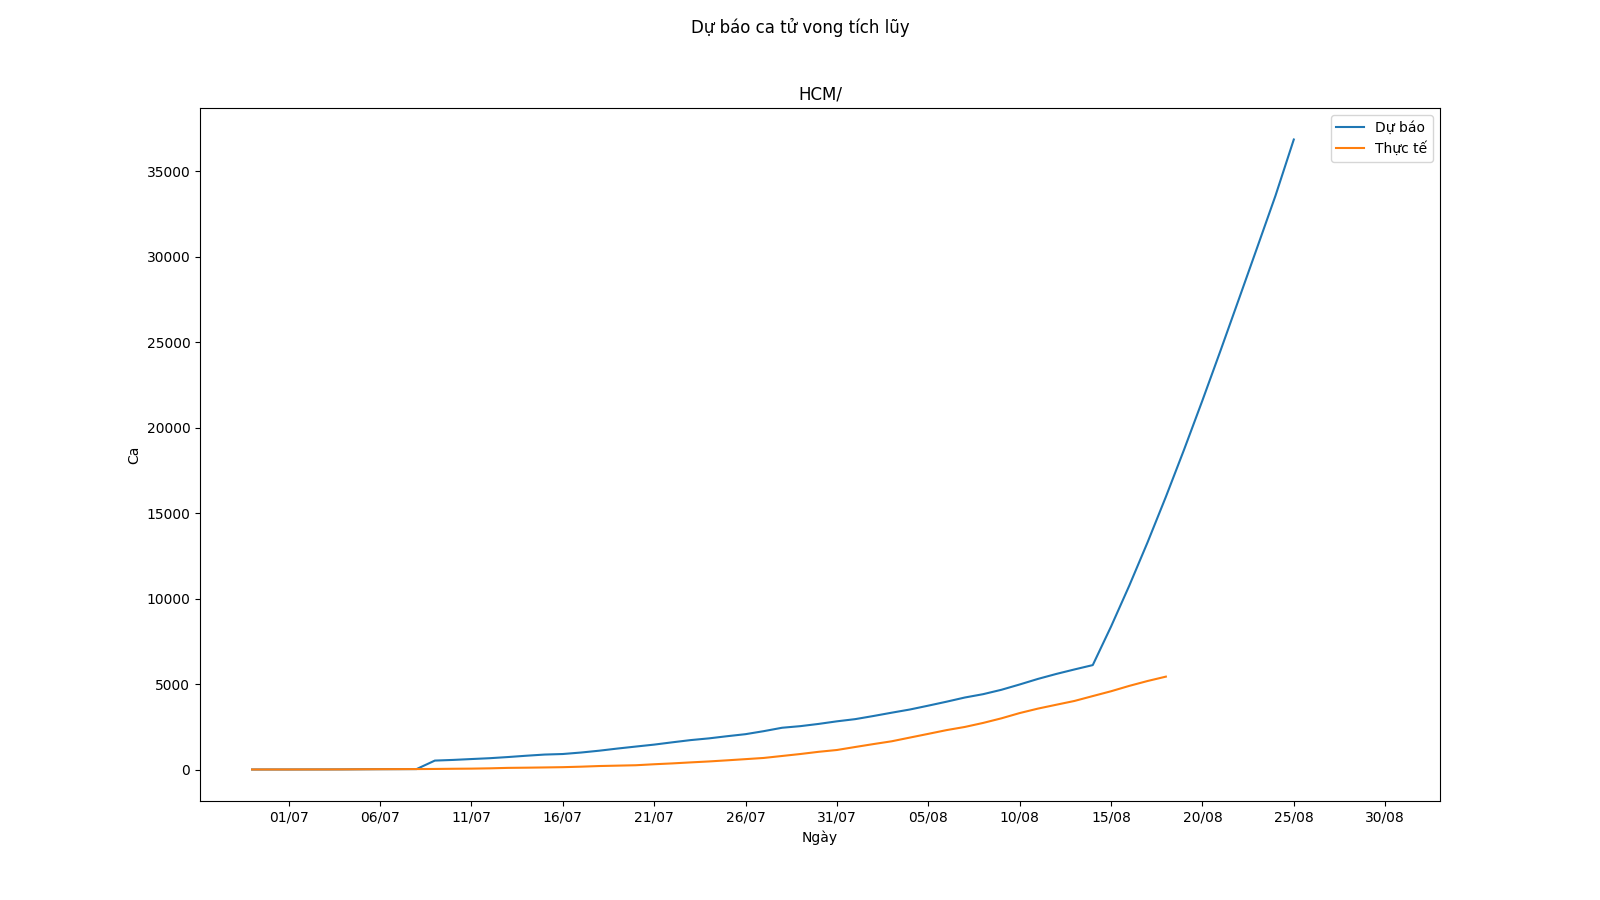 Dự báo ca tử vong tích lũy
HCM/
Dự báo
Thực tế
35000
30000
25000
20000
15000
10000
5000
0
Ca
01/07 06/07 11/07 16/07 21/07 26/07 31/07 05/08 10/08 15/08 20/08 25/08 30/08
Ngày